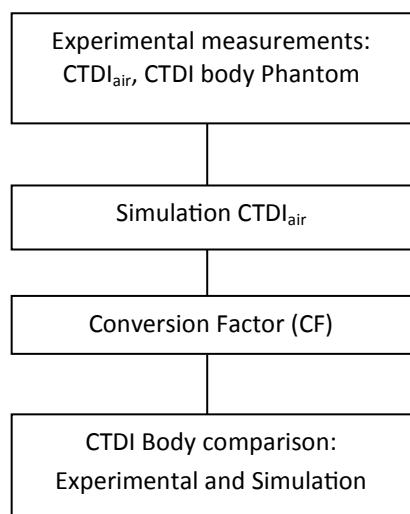 Experimental measurements:
CTDIair, CTDI body Phantom
Simulation CTDIair
Conversion Factor (CF)
CTDI Body comparison:
Experimental and Simulation